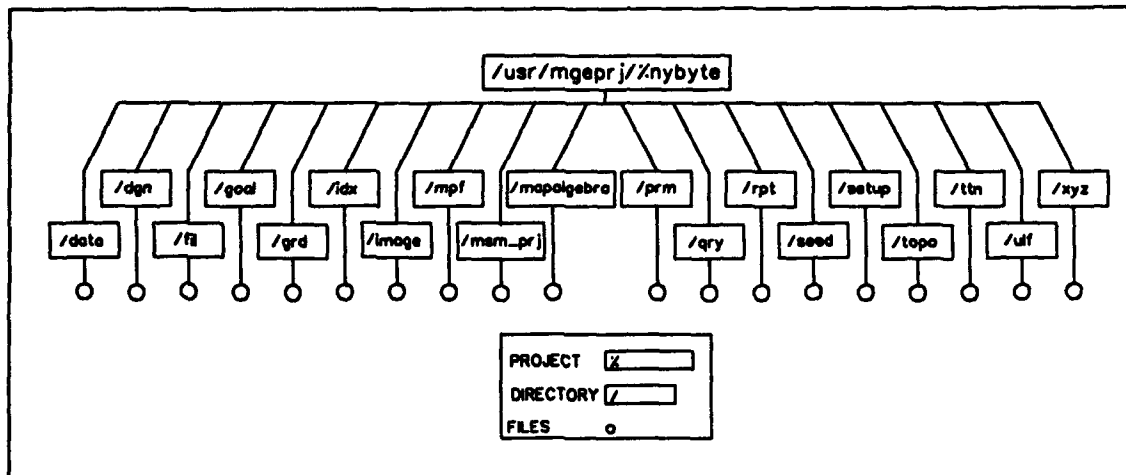 /usr/mgeprj/%nybyte
/dgn /goal /idx /mpf /mapalgebra /prm /rpt /setup /ttn /xyz
/data /fil /grd /image /msm_prj /qry /seed /topo /ulf
PROJECT %
DIRECTORY /
FILES